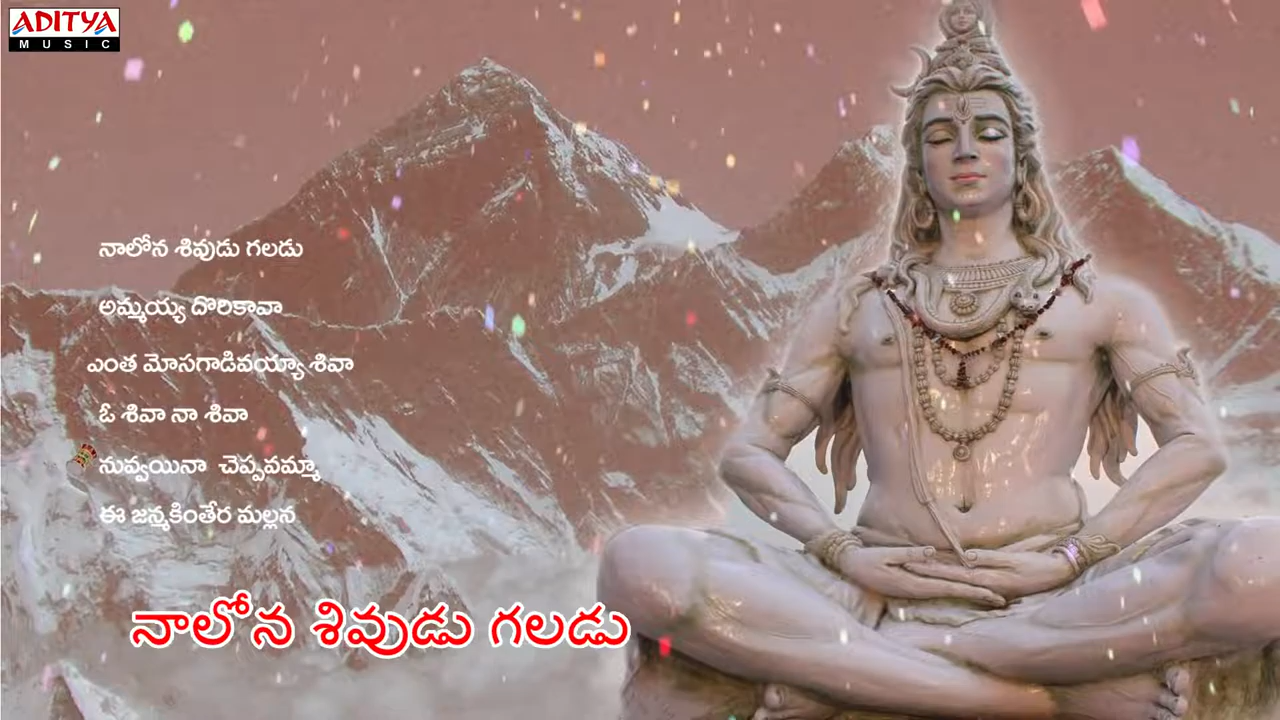 ADITYA
MUSIC
నాలోన శివుడు గలడు
అమ్మయ్య దొరికావా
ఎంత మోసగాడివయ్యా శివా
ఓ శివా నా శివా
నువ్వయినా చెప్పవమ్మా
ఈ జన్మకింతేర మల్లన
నాలోన శివుడు గలడు